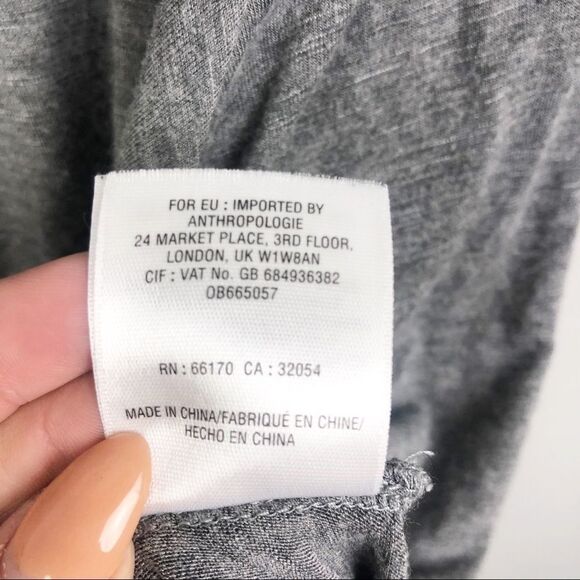 FOR EU : IMPORTED BY
ANTHROPOLOGIE
24 MARKET PLACE, 3RD FLOOR,
LONDON, UK W1W8AN
CIF : VAT No. GB 684936382
OB665057
RN : 66170 CA : 32054
MADE IN CHINA/FABRIQUÉ EN CHINE/
HECHO EN CHINA